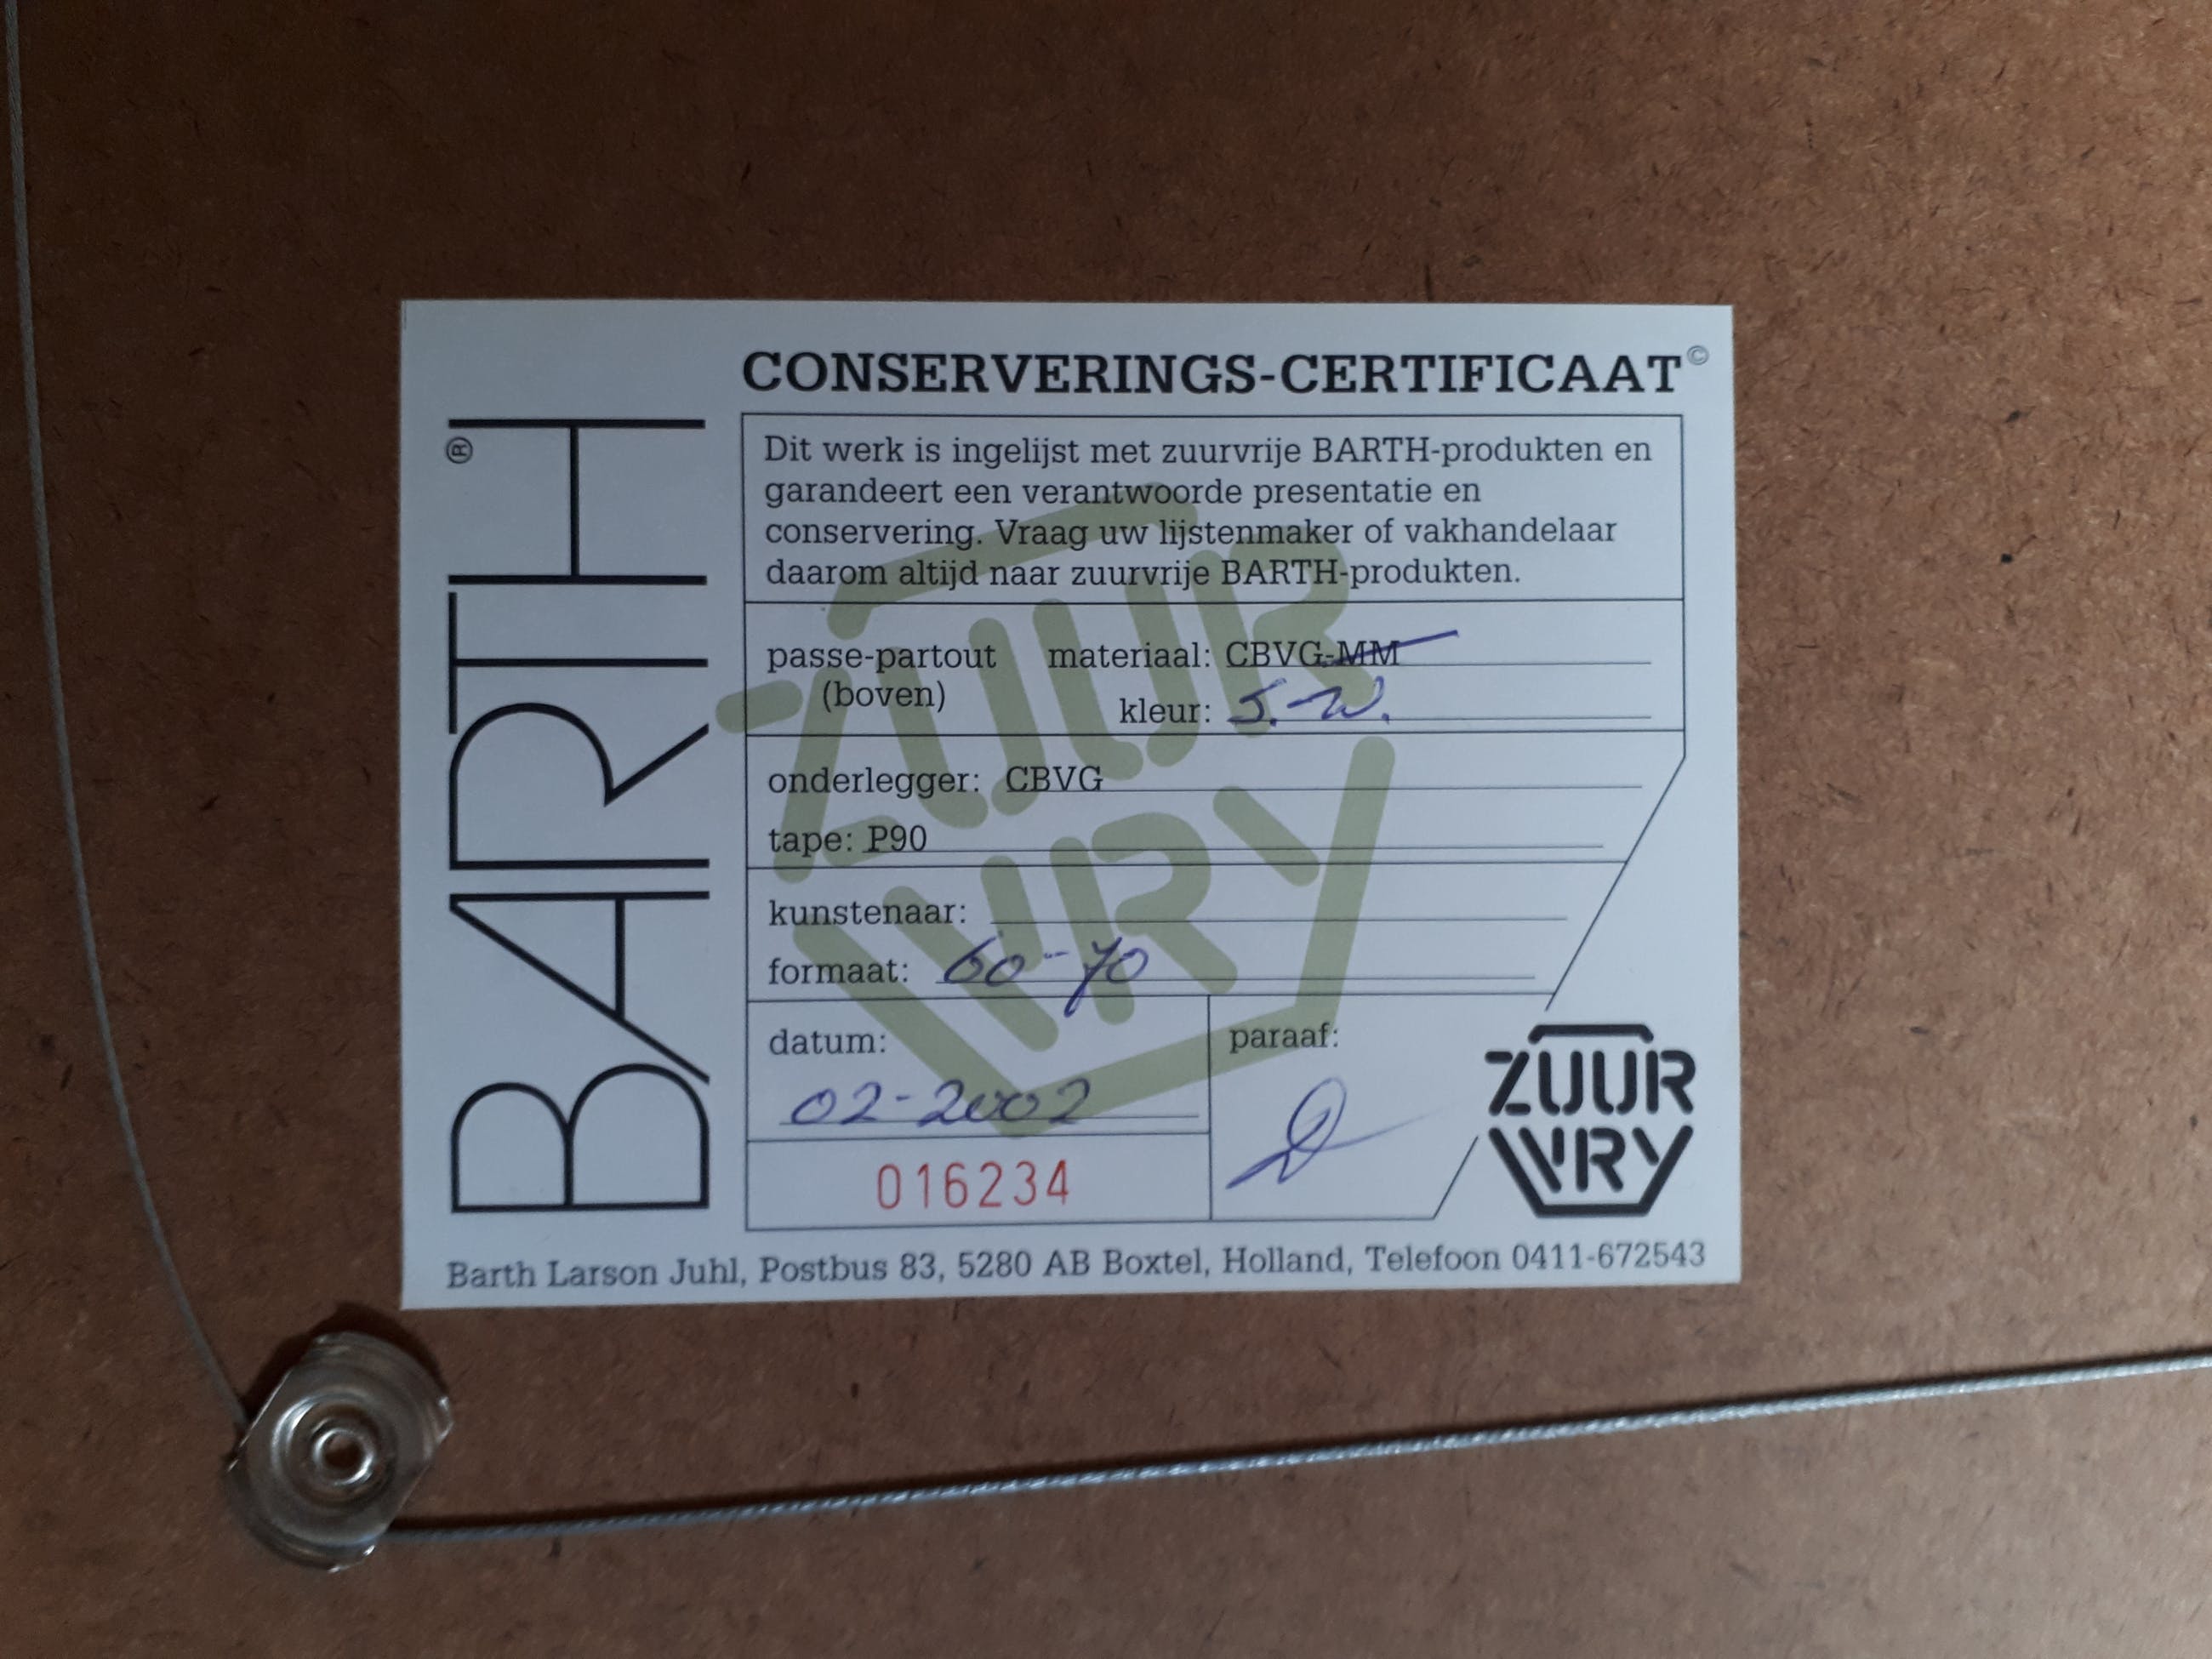 BARTH®
CONSERVERINGS-CERTIFICAAT©
Dit werk is ingelijst met zuurvrije BARTH-produkten en
garandeert een verantwoorde presentatie en
conservering. Vraag uw lijstenmaker of vakhandelaar
daarom altijd naar zuurvrije BARTH-produkten.
passe-partout materiaal: CBVG-MM
(boven) kleur: J.-W.
onderlegger: CBVG
tape: P90
kunstenaar:
formaat: 60-70
datum: paraaf:
02-2002
016234
ZUUR
VRY
ZUUR
VRY
Barth Larson Juhl, Postbus 83, 5280 AB Boxtel, Holland, Telefoon 0411-672543